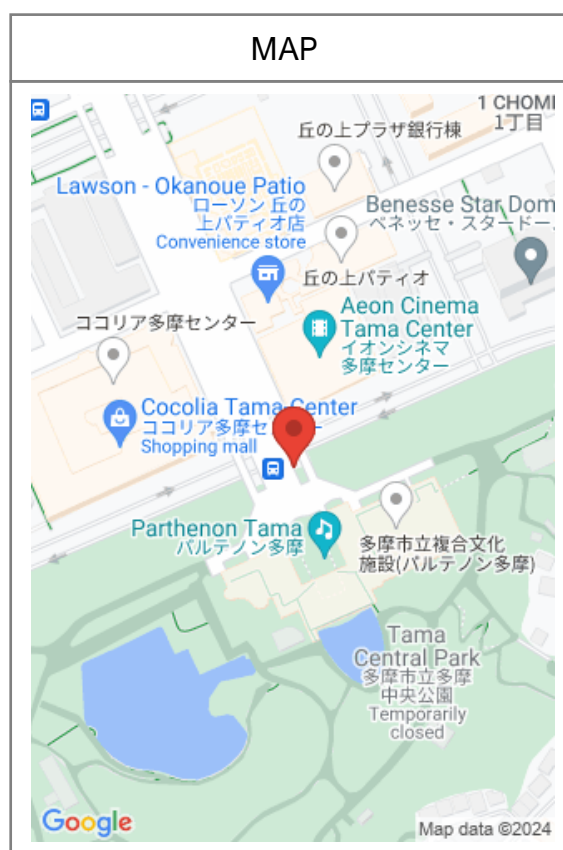 MAP
1 CHOMI
1丁目
丘の上プラザ銀行棟
Lawson - Okanoue Patio
ローソン 丘の
上パティオ店
Convenience store
Benesse Star Dom
ベネッセ・スタードー
丘の上パティオ
Aeon Cinema
Tama Center
イオンシネマ
多摩センター
ココリア多摩センター
Cocolia Tama Center
ココリア多摩セ
Shopping mall
Parthenon Tama
パルテノン多摩
多摩市立複合文化
施設(パルテノン多摩)
Tama
Central Park
多摩市立多摩
中央公園
Temporarily
closed
Google
Map data ©2024